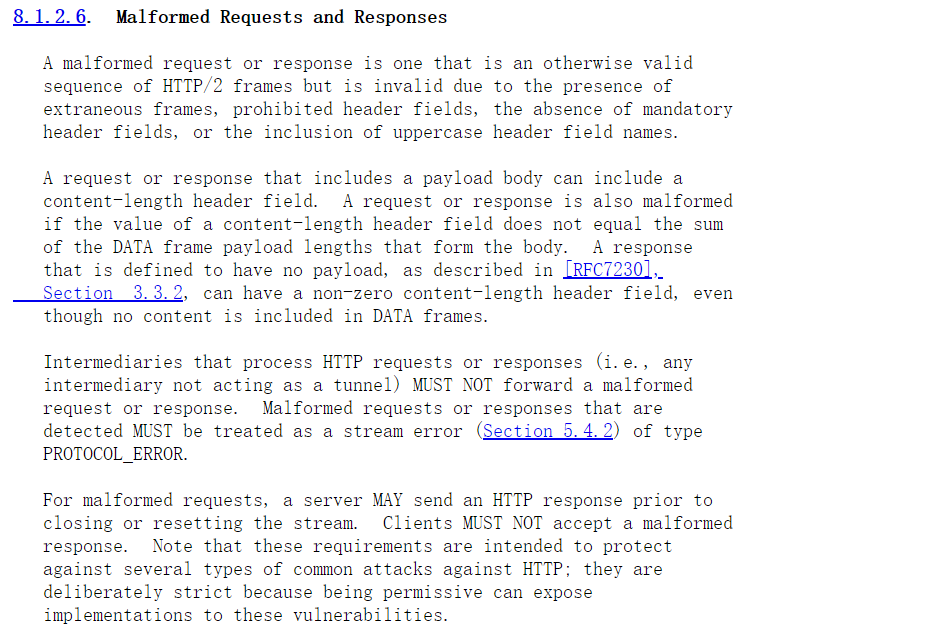 8.1.2.6. Malformed Requests and Responses
A malformed request or response is one that is an otherwise valid
sequence of HTTP/2 frames but is invalid due to the presence of
extraneous frames, prohibited header fields, the absence of mandatory
header fields, or the inclusion of uppercase header field names.
A request or response that includes a payload body can include a
content-length header field. A request or response is also malformed
if the value of a content-length header field does not equal the sum
of the DATA frame payload lengths that form the body. A response
that is defined to have no payload, as described in [RFC7230],
Section 3.3.2, can have a non-zero content-length header field, even
though no content is included in DATA frames.
Intermediaries that process HTTP requests or responses (i.e., any
intermediary not acting as a tunnel) MUST NOT forward a malformed
request or response. Malformed requests or responses that are
detected MUST be treated as a stream error (Section 5.4.2) of type
PROTOCOL_ERROR.
For malformed requests, a server MAY send an HTTP response prior to
closing or resetting the stream. Clients MUST NOT accept a malformed
response. Note that these requirements are intended to protect
against several types of common attacks against HTTP; they are
deliberately strict because being permissive can expose
implementations to these vulnerabilities.